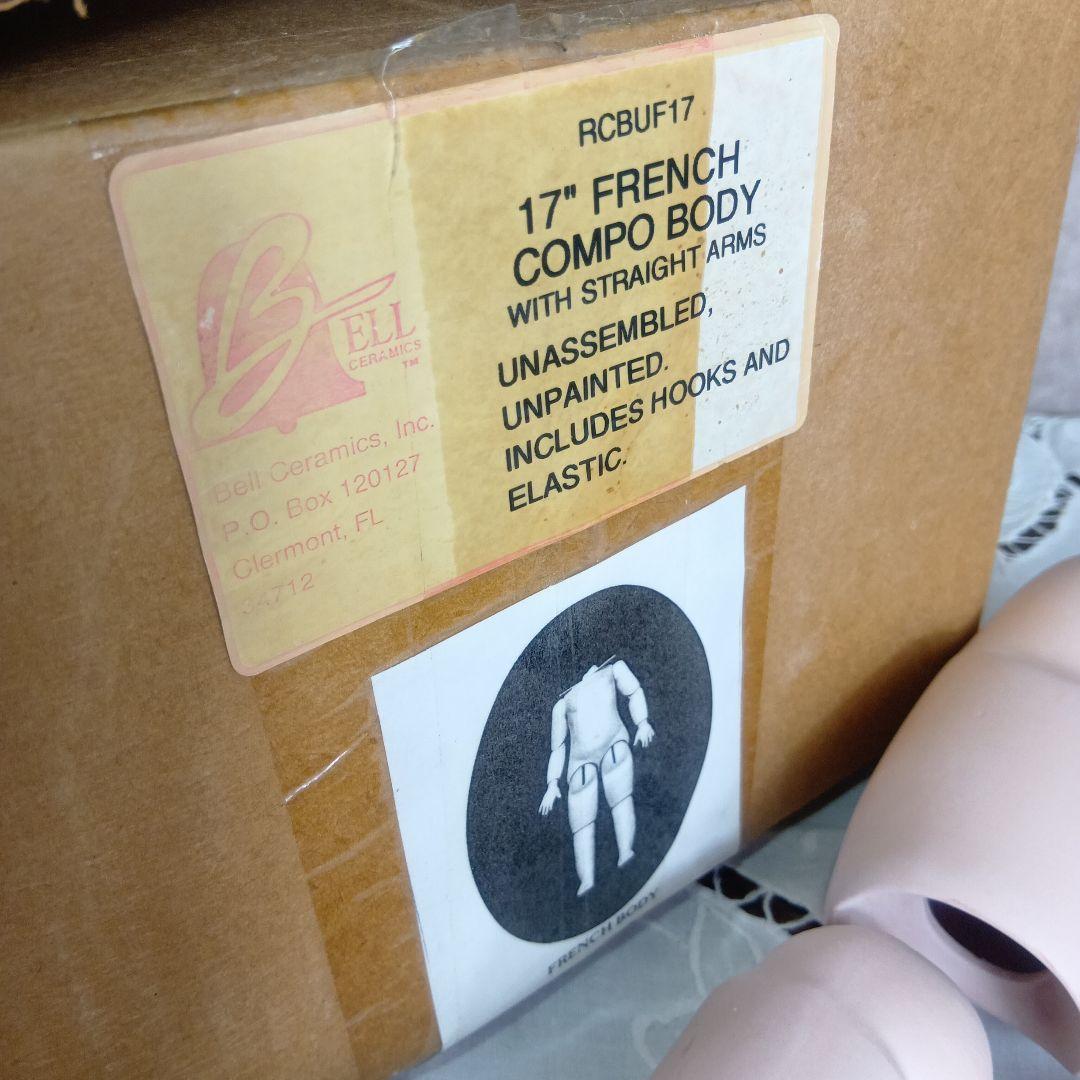 RCBUF17
17" FRENCH
COMPO BODY
WITH STRAIGHT ARMS
UNASSEMBLED,
UNPAINTED.
INCLUDES HOOKS AND
ELASTIC.
BELL
CERAMICS
TM
Bell Ceramics, Inc.
P.O. Box 120127
Clermont, FL
34712
FRENCH BODY